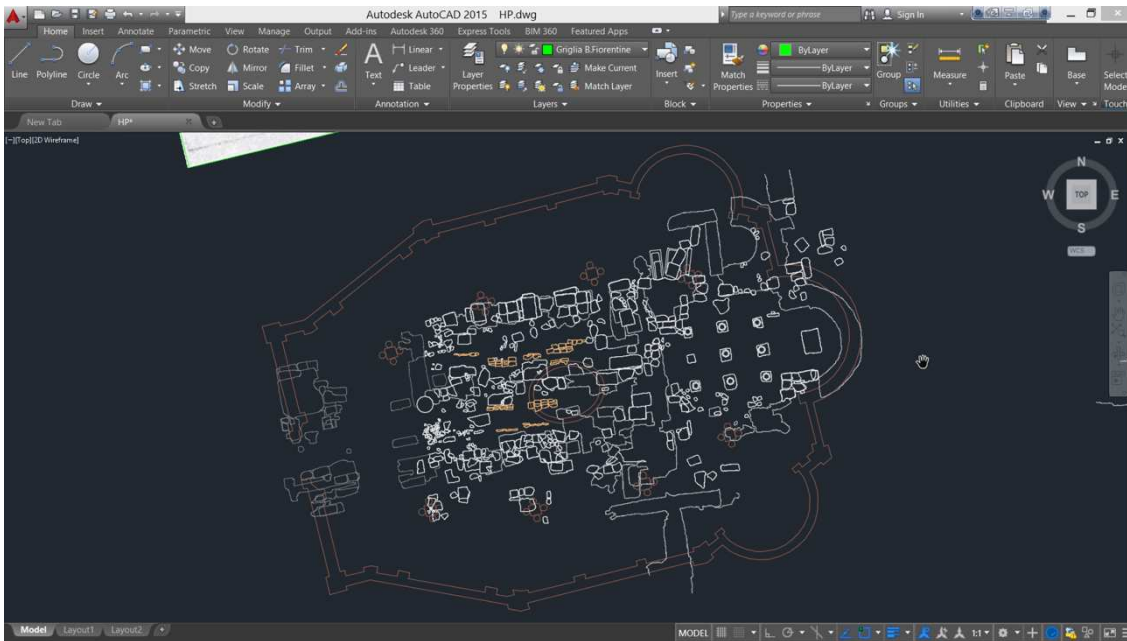 Autodesk AutoCAD 2015 HP.dwg
Type a keyword or phrase
Sign In
Home Insert Annotate Parametric View Manage Output Add-ins Autodesk 360 Express Tools BIM 360 Featured Apps
Line Polyline Circle Arc
Move Rotate Trim
Copy Mirror Fillet
Stretch Scale Array
Text
Linear
Leader
Table
Layer Properties
Griglia B.Fiorentine
Make Current
Match Layer
Insert
Match Properties
ByLayer
ByLayer
ByLayer
Group
Measure
Paste
Base
Select
Mode
Draw Modify Annotation Layers Block Properties Groups Utilities Clipboard View Touch
New Tab HP*
[−][Top][2D Wireframe]
N
W TOP E
S
WCS
Model Layout1 Layout2 +
MODEL 1:1